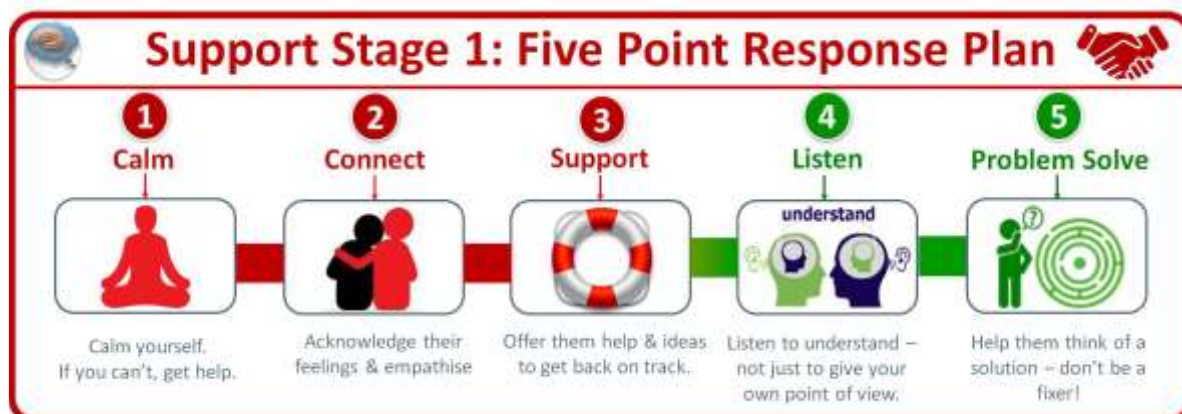 Support Stage 1: Five Point Response Plan
1
Calm
Calm yourself.
If you can't, get help.
2
Connect
Acknowledge their
feelings & empathise
3
Support
Offer them help & ideas
to get back on track.
4
Listen
understand
Listen to understand –
not just to give your
own point of view.
5
Problem Solve
?
Help them think of a
solution – don't be a
fixer!